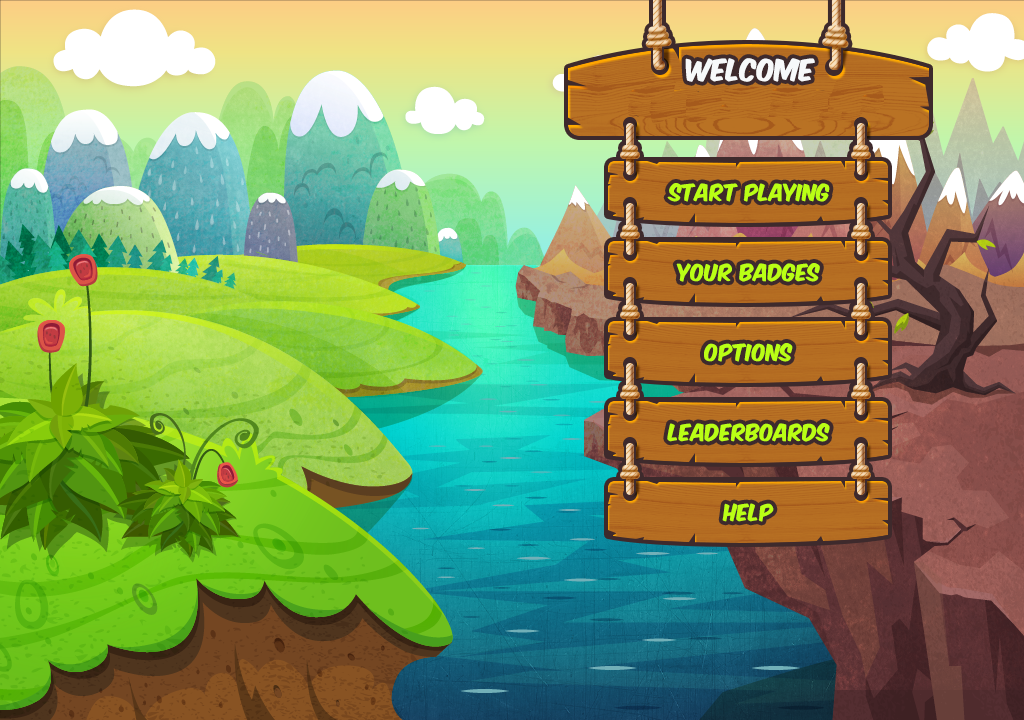 WELCOME
START PLAYING
YOUR BADGES
OPTIONS
LEADERBOARDS
HELP